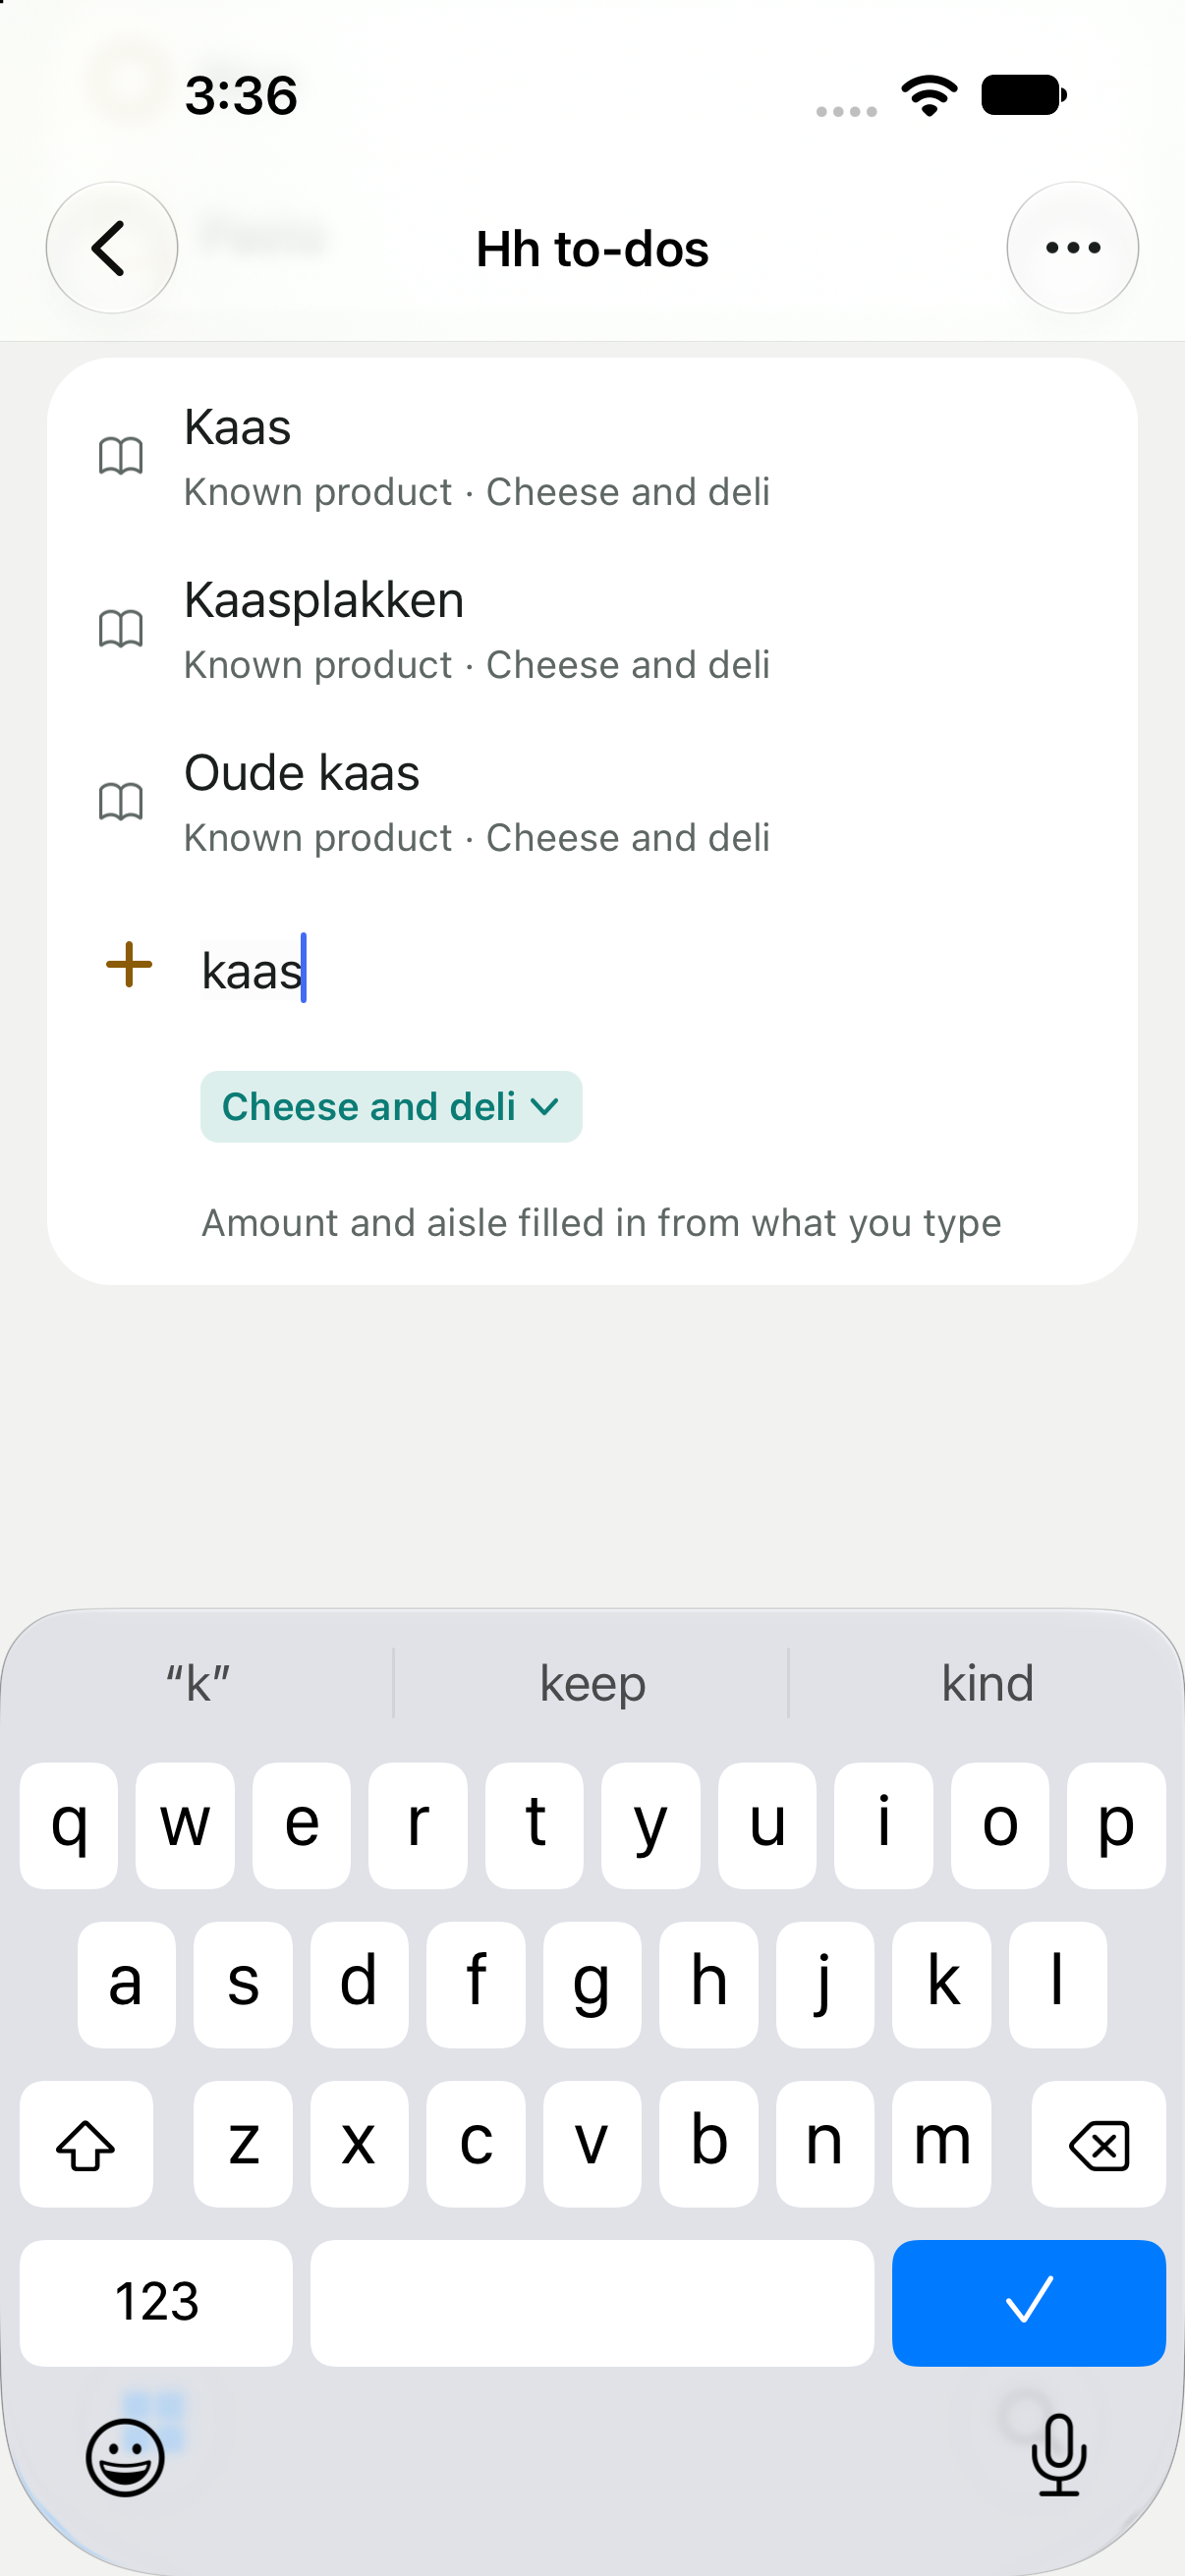 3:36
Hh to-dos
Kaas
Known product · Cheese and deli
Kaasplakken
Known product · Cheese and deli
Oude kaas
Known product · Cheese and deli
kaas
Cheese and deli
Amount and aisle filled in from what you type
“k” keep kind
q w e r t y u i o p
a s d f g h j k l
z x c v b n m
123